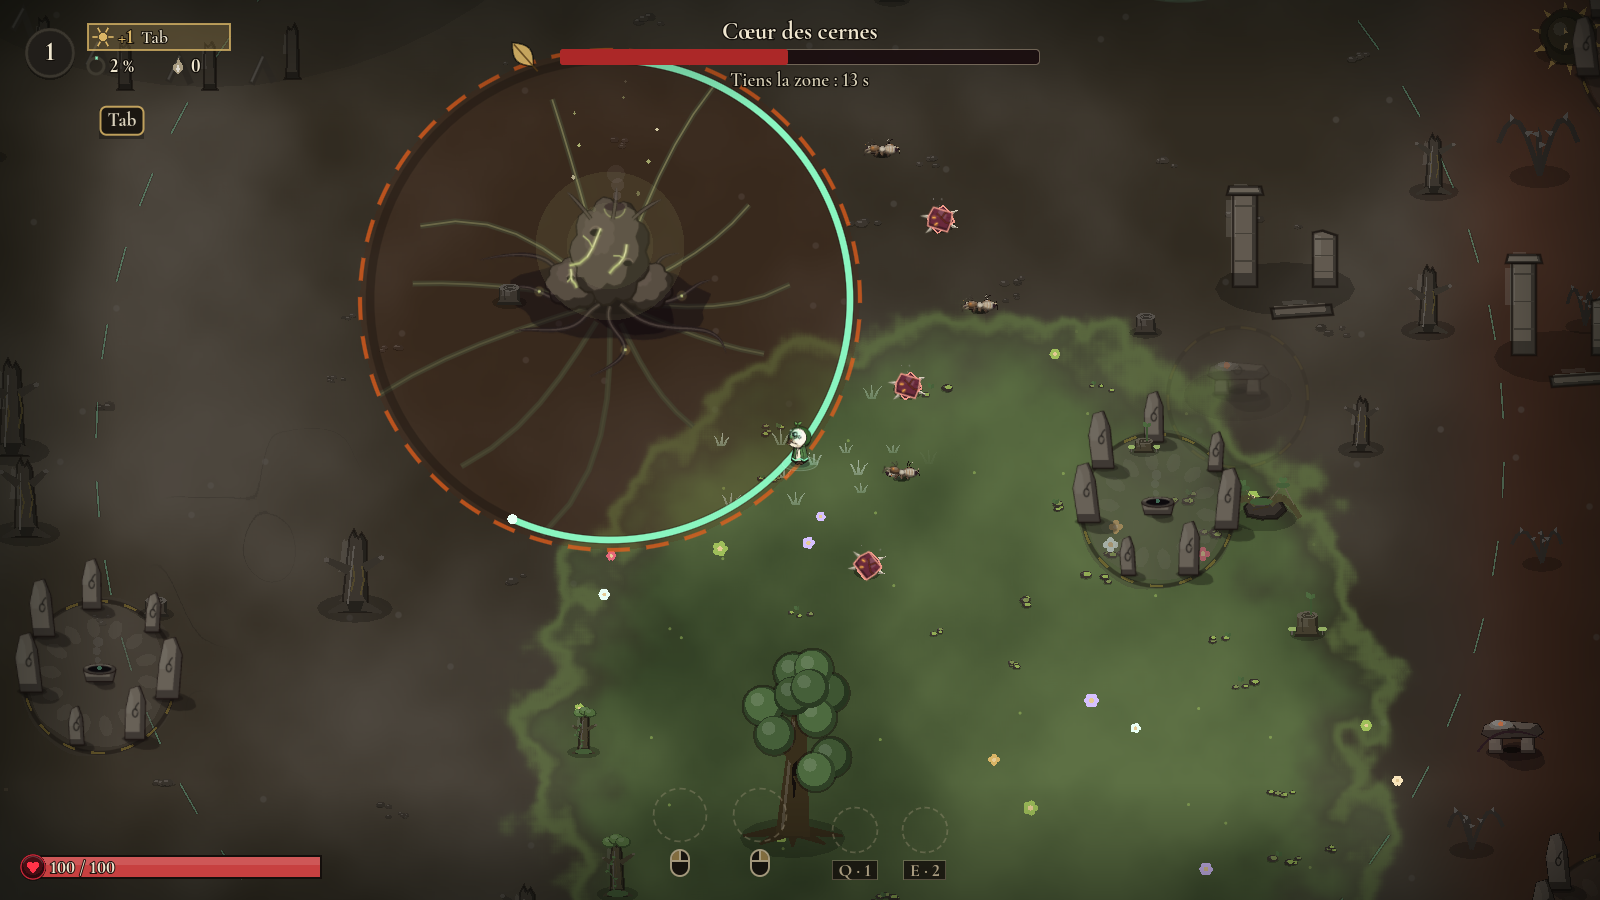 1
+1 Tab
2 %
0
Tab
Cœur des cernes
Tiens la zone : 13 s
100 / 100
Q · 1
E · 2